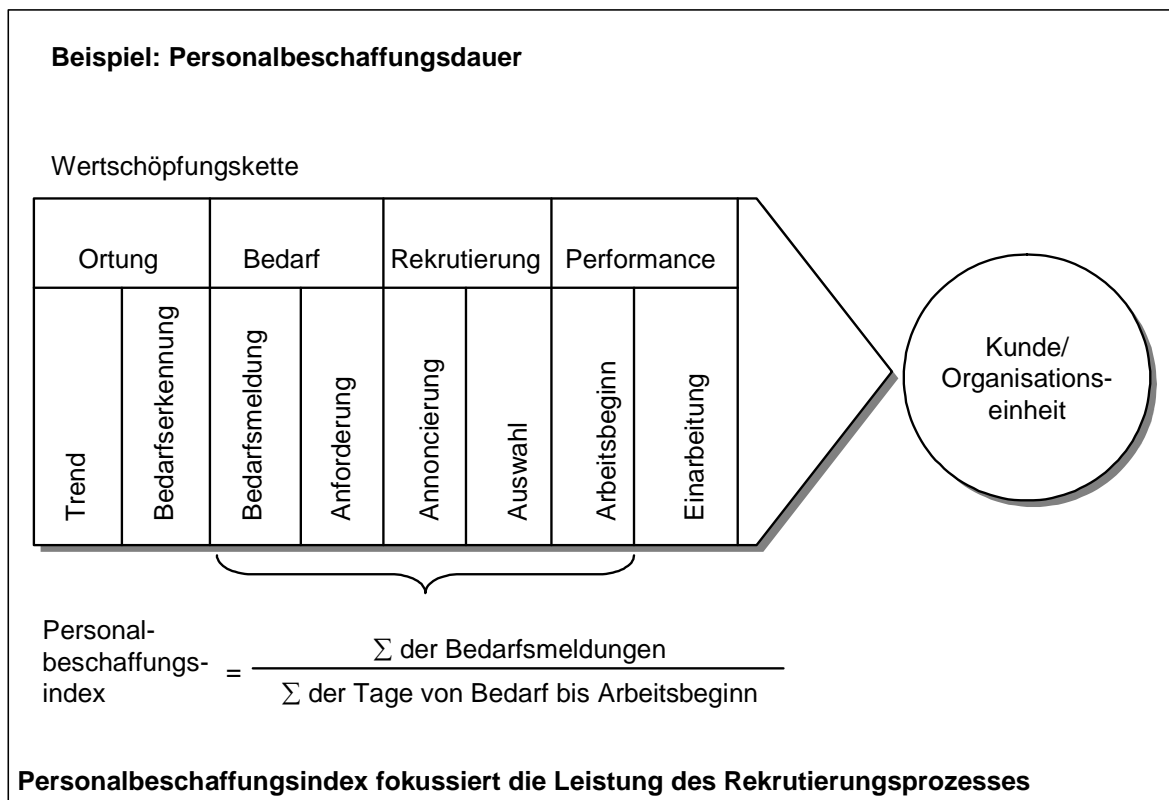 Beispiel: Personalbeschaffungsdauer
Wertschöpfungskette
Ortung
Bedarf
Rekrutierung
Performance
Trend
Bedarfserkennung
Bedarfsmeldung
Anforderung
Annoncierung
Auswahl
Arbeitsbeginn
Einarbeitung
Kunde/
Organisations-
einheit
Personal-
beschaffungs-
index
=
∑ der Bedarfsmeldungen
∑ der Tage von Bedarf bis Arbeitsbeginn
Personalbeschaffungsindex fokussiert die Leistung des Rekrutierungsprozesses